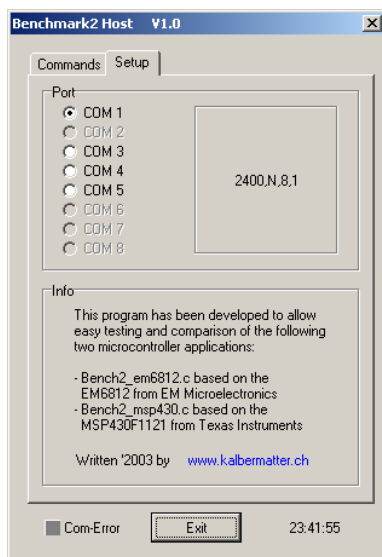 Benchmark2 Host V1.0
Commands Setup
Port
COM 1
COM 2
COM 3
COM 4
COM 5
COM 6
COM 7
COM 8
2400,N,8,1
Info
This program has been developed to allow
easy testing and comparison of the following
two microcontroller applications:
- Bench2_em6812.c based on the
EM6812 from EM Microelectronics
- Bench2_msp430.c based on the
MSP430F1121 from Texas Instruments
Written '2003 by www.kalbermatter.ch
Com-Error Exit 23:41:55